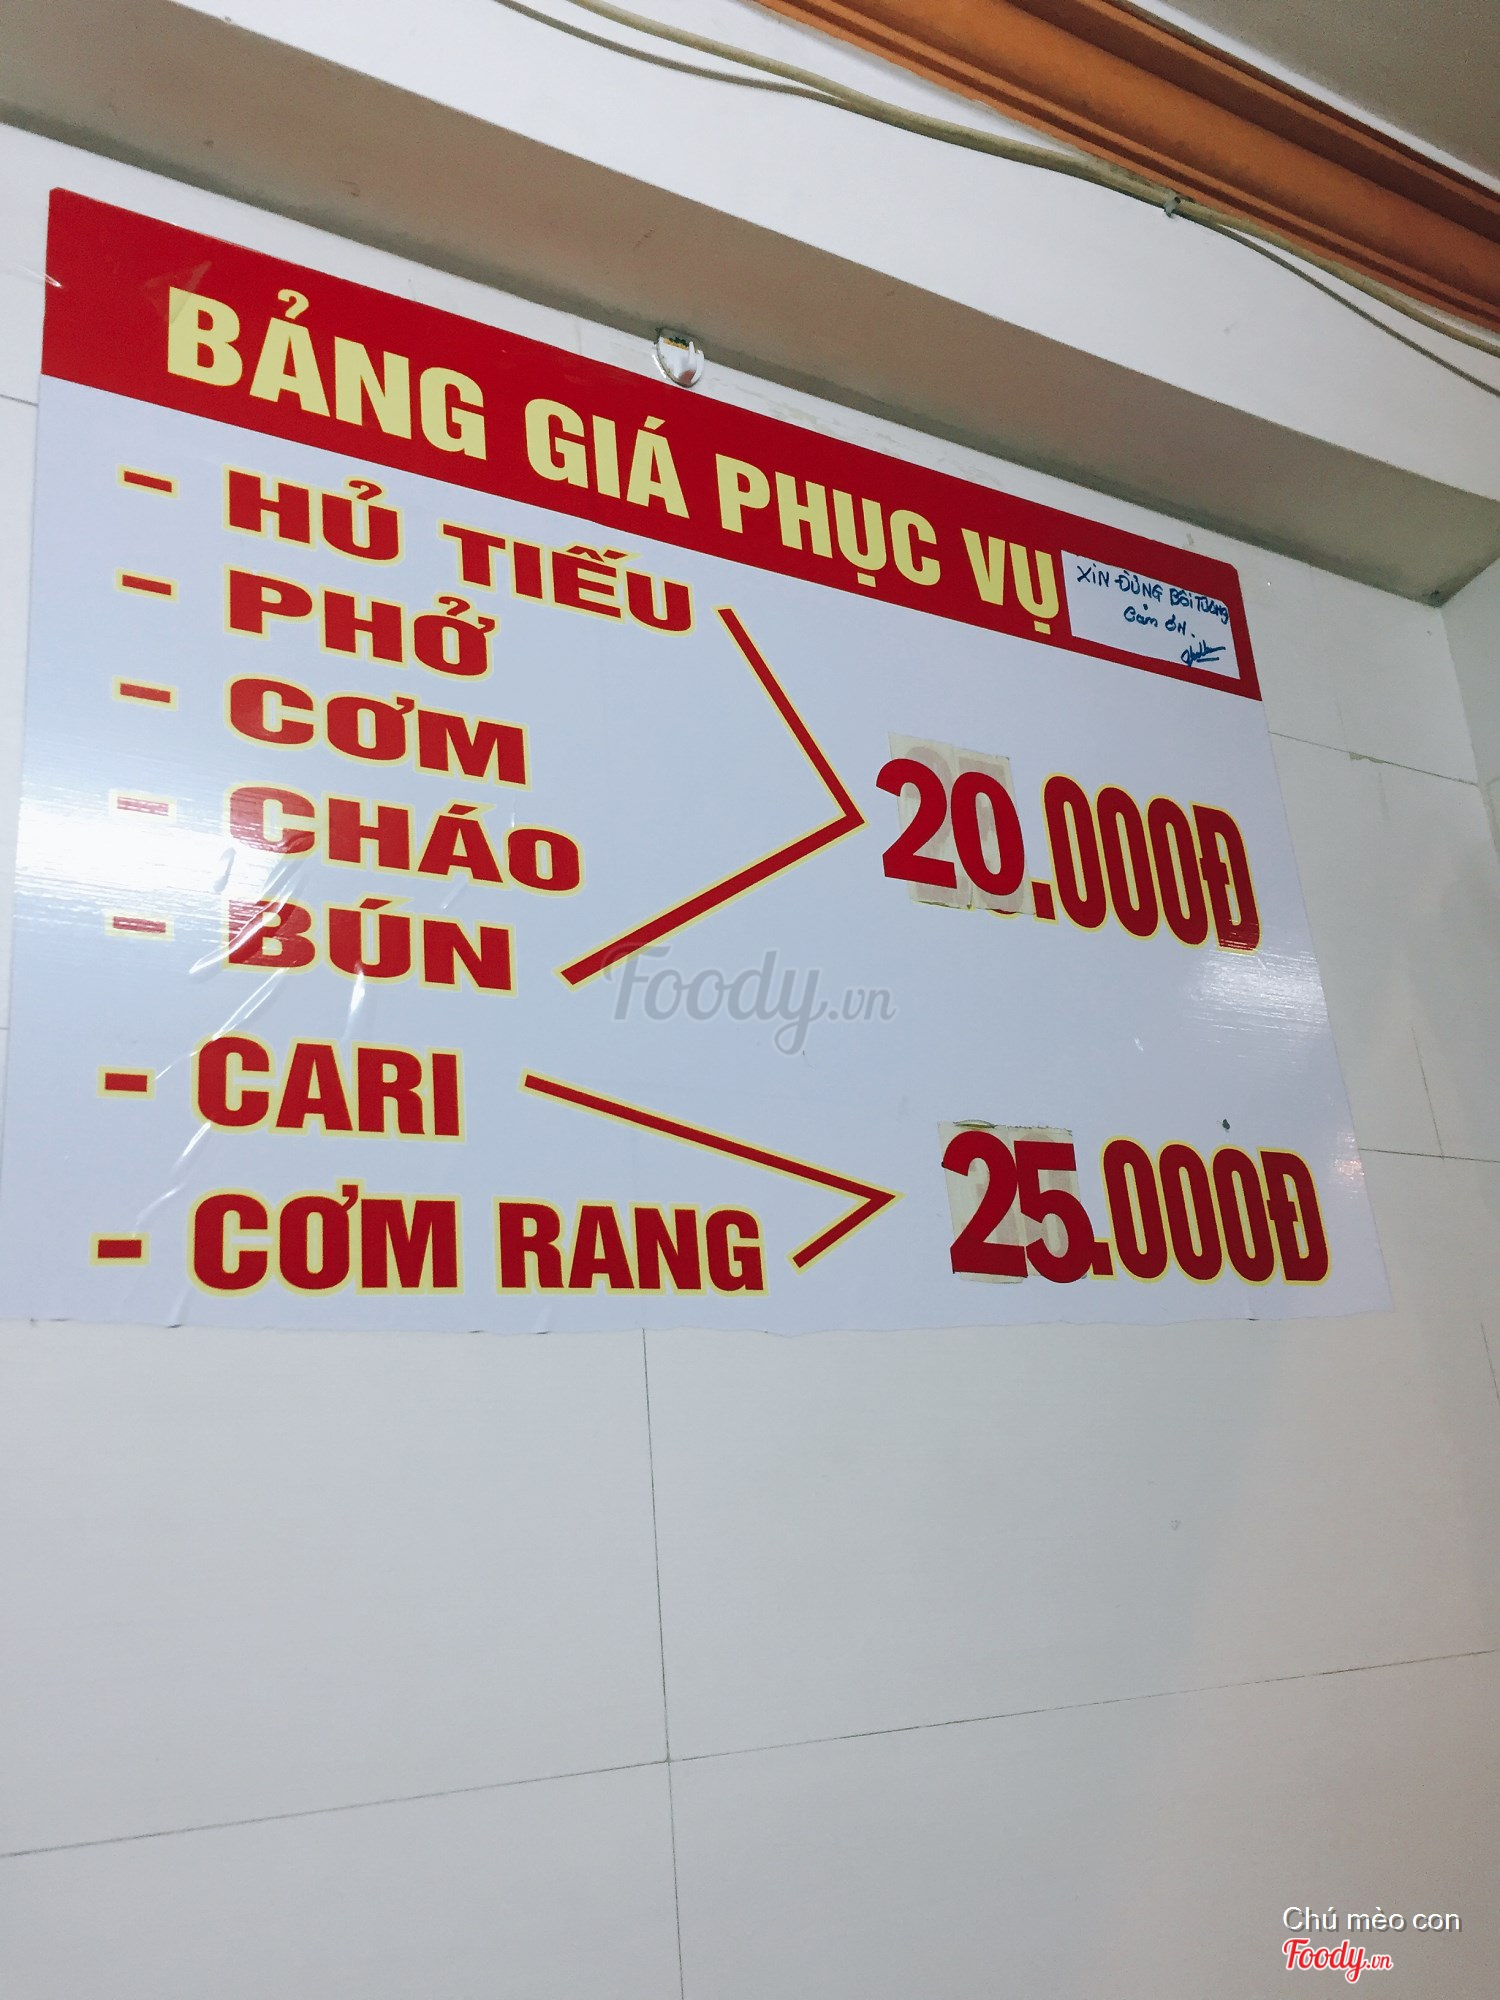 BẢNG GIÁ PHỤC VỤ
XIN ĐỪNG BÔI TƯỜNG
CẢM ƠN.
- HỦ TIẾU
- PHỞ
- CƠM
- CHÁO
- BÚN
20.000Đ
- CARI
- CƠM RANG
25.000Đ
Foody.vn
Chú mèo con
Foody.vn